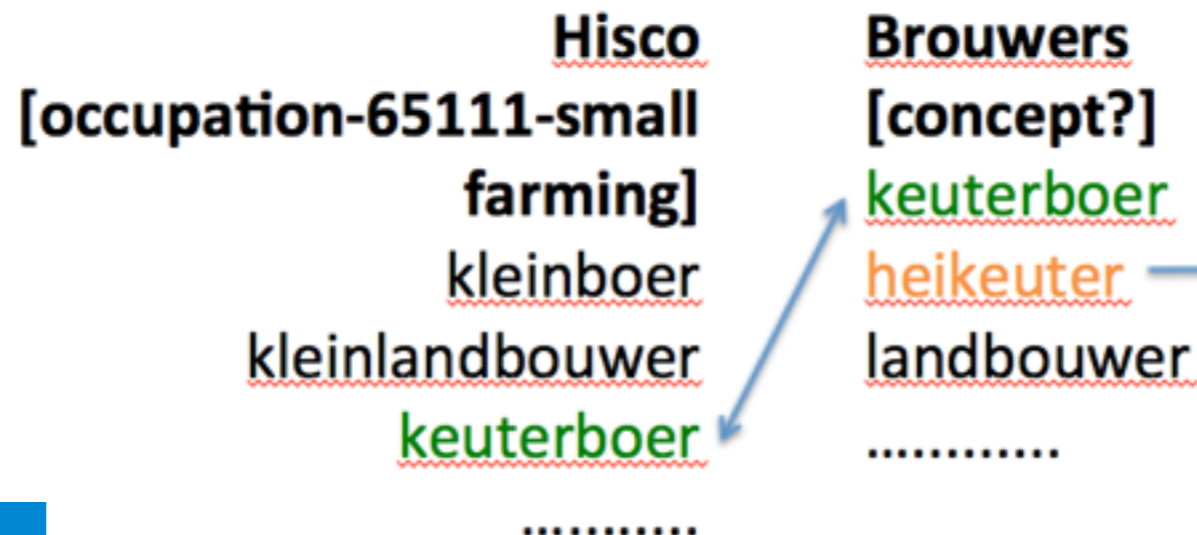 Hisco
[occupation-65111-small
farming]
kleinboer
kleinlandbouwer
keuterboer
............
Brouwers
[concept?]
keuterboer
heikeuter
landbouwer
............